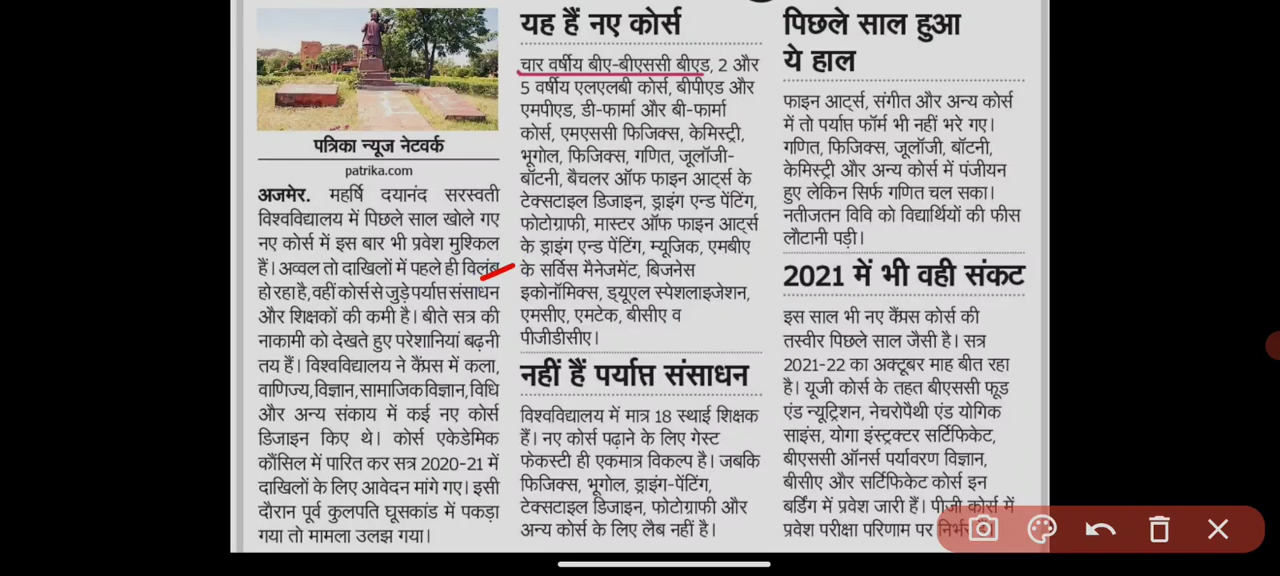 पत्रिका न्यूज नेटवर्क
patrika.com
अजमेर. महर्षि दयानंद सरस्वती
विश्वविद्यालय में पिछले साल खोले गए
नए कोर्स में इस बार भी प्रवेश मुश्किल
हैं। अव्वल तो दाखिलों में पहले ही विलंब
हो रहा है, वहीं कोर्स से जुड़े पर्याप्त संसाधन
और शिक्षकों की कमी है। बीते सत्र की
नाकामी को देखते हुए परेशानियां बढ़नी
तय हैं। विश्वविद्यालय ने कैंपस में कला,
वाणिज्य, विज्ञान, सामाजिक विज्ञान, विधि
और अन्य संकाय में कई नए कोर्स
डिजाइन किए थे। कोर्स एकेडेमिक
कौंसिल में पारित कर सत्र 2020-21 में
दाखिलों के लिए आवेदन मांगे गए। इसी
दौरान पूर्व कुलपति घूसकांड में पकड़ा
गया तो मामला उलझ गया।
यह हैं नए कोर्स
चार वर्षीय बीए-बीएससी बीएड, 2 और
5 वर्षीय एलएलबी कोर्स, बीपीएड और
एमपीएड, डी-फार्मा और बी-फार्मा
कोर्स, एमएससी फिजिक्स, केमिस्ट्री,
भूगोल, फिजिक्स, गणित, जूलॉजी-
बॉटनी, बैचलर ऑफ फाइन आर्ट्स के
टेक्सटाइल डिजाइन, ड्राइंग एन्ड पेंटिंग,
फोटोग्राफी, मास्टर ऑफ फाइन आर्ट्स
के ड्राइंग एन्ड पेंटिंग, म्यूजिक, एमबीए
के सर्विस मैनेजमेंट, बिजनेस
इकोनॉमिक्स, ड्यूएल स्पेशलाइजेशन,
एमसीए, एमटेक, बीसीए व
पीजीडीसीए।
नहीं हैं पर्याप्त संसाधन
विश्वविद्यालय में मात्र 18 स्थाई शिक्षक
हैं। नए कोर्स पढ़ाने के लिए गेस्ट
फेकल्टी ही एकमात्र विकल्प है। जबकि
फिजिक्स, भूगोल, ड्राइंग-पेंटिंग,
टेक्सटाइल डिजाइन, फोटोग्राफी और
अन्य कोर्स के लिए लैब नहीं है।
पिछले साल हुआ
ये हाल
फाइन आर्ट्स, संगीत और अन्य कोर्स
में तो पर्याप्त फॉर्म भी नहीं भरे गए।
गणित, फिजिक्स, जूलॉजी, बॉटनी,
केमिस्ट्री और अन्य कोर्स में पंजीयन
हुए लेकिन सिर्फ गणित चल सका।
नतीजतन विवि को विद्यार्थियों की फीस
लौटानी पड़ी।
2021 में भी वही संकट
इस साल भी नए कैंपस कोर्स की
तस्वीर पिछले साल जैसी है। सत्र
2021-22 का अक्टूबर माह बीत रहा
है। यूजी कोर्स के तहत बीएससी फूड
एंड न्यूट्रिशन, नेचरोपैथी एंड योगिक
साइंस, योगा इंस्ट्रक्टर सर्टिफिकेट,
बीएससी ऑनर्स पर्यावरण विज्ञान,
बीसीए और सर्टिफिकेट कोर्स इन
बर्डिंग में प्रवेश जारी हैं। पीजी कोर्स में
प्रवेश परीक्षा परिणाम पर